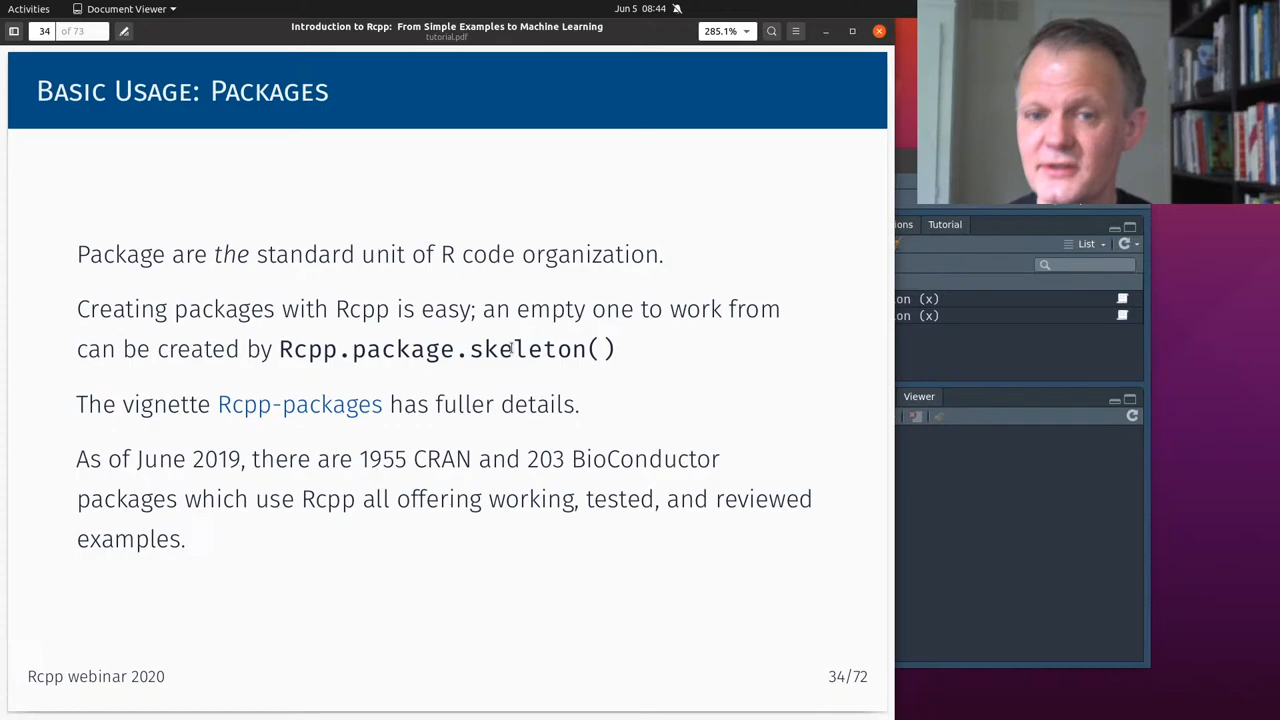 Activities
Document Viewer
Jun 5 08:44
34
of 73
Introduction to Rcpp: From Simple Examples to Machine Learning
tutorial.pdf
285.1%
BASIC USAGE: PACKAGES
Package are the standard unit of R code organization.
Creating packages with Rcpp is easy; an empty one to work from
can be created by Rcpp.package.skeleton()
The vignette Rcpp-packages has fuller details.
As of June 2019, there are 1955 CRAN and 203 BioConductor
packages which use Rcpp all offering working, tested, and reviewed
examples.
Rcpp webinar 2020
34/72
ons
Tutorial
List
on (x)
on (x)
Viewer